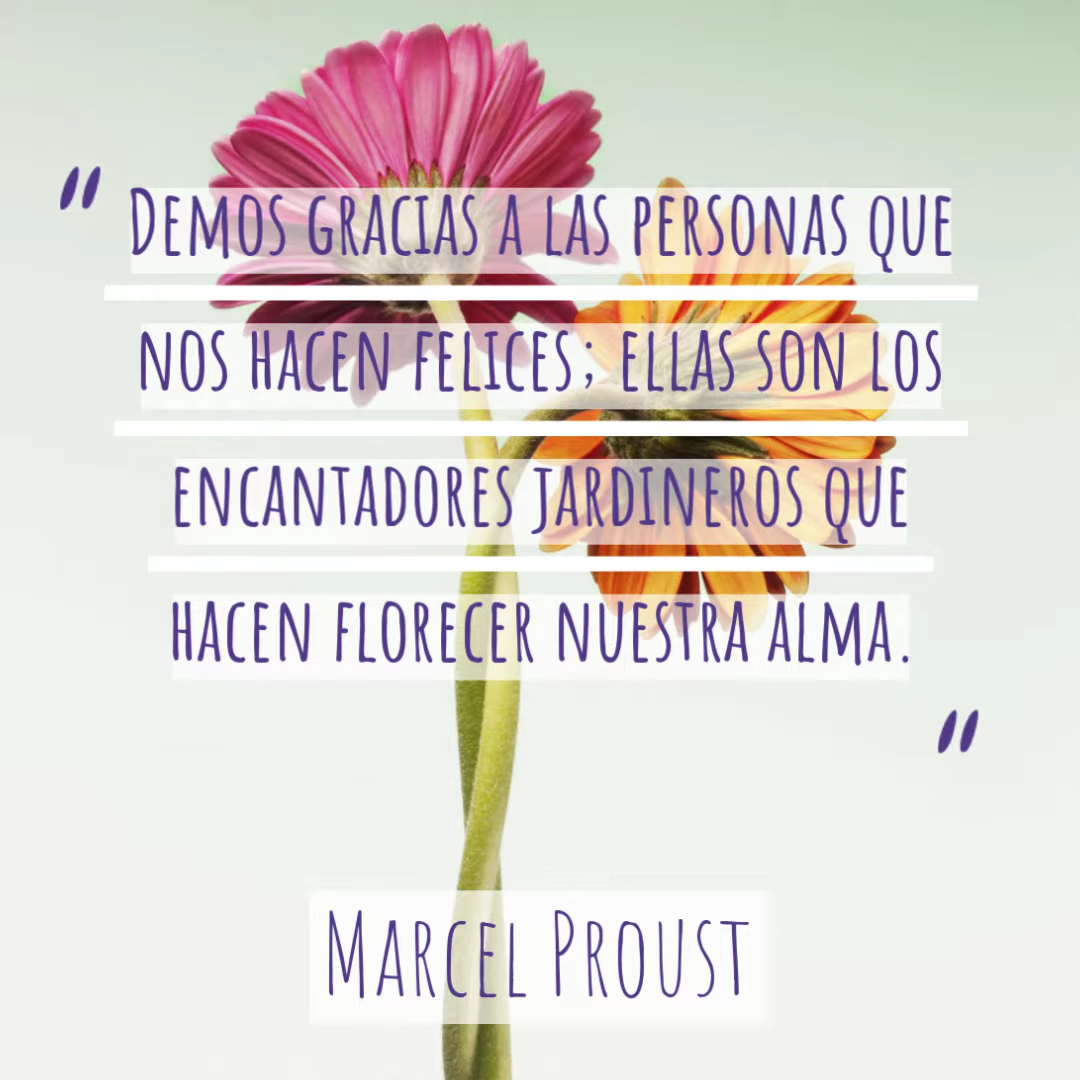 "Demos gracias a las personas que
nos hacen felices; ellas son los
encantadores jardineros que
hacen florecer nuestra alma.
"
Marcel Proust